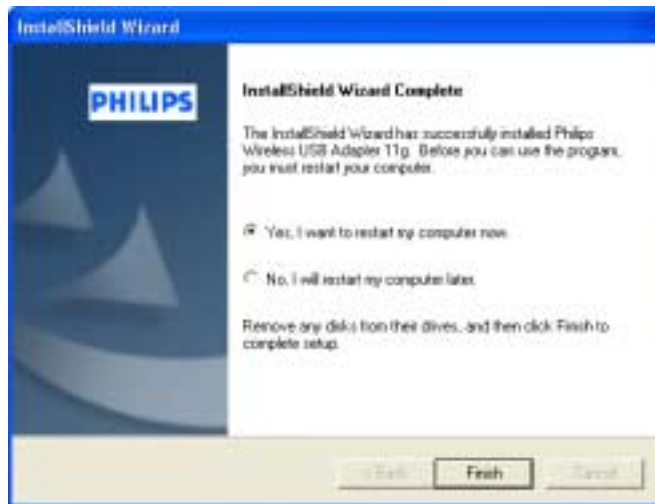 InstallShield Wizard
PHILIPS
InstallShield Wizard Complete
The InstallShield Wizard has successfully installed Philips
Wireless USB Adapter 11g. Before you can use the program,
you must restart your computer.
Yes, I want to restart my computer now.
No, I will restart my computer later.
Remove any disks from their drives, and then click Finish to
complete setup.
< Back Finish Cancel